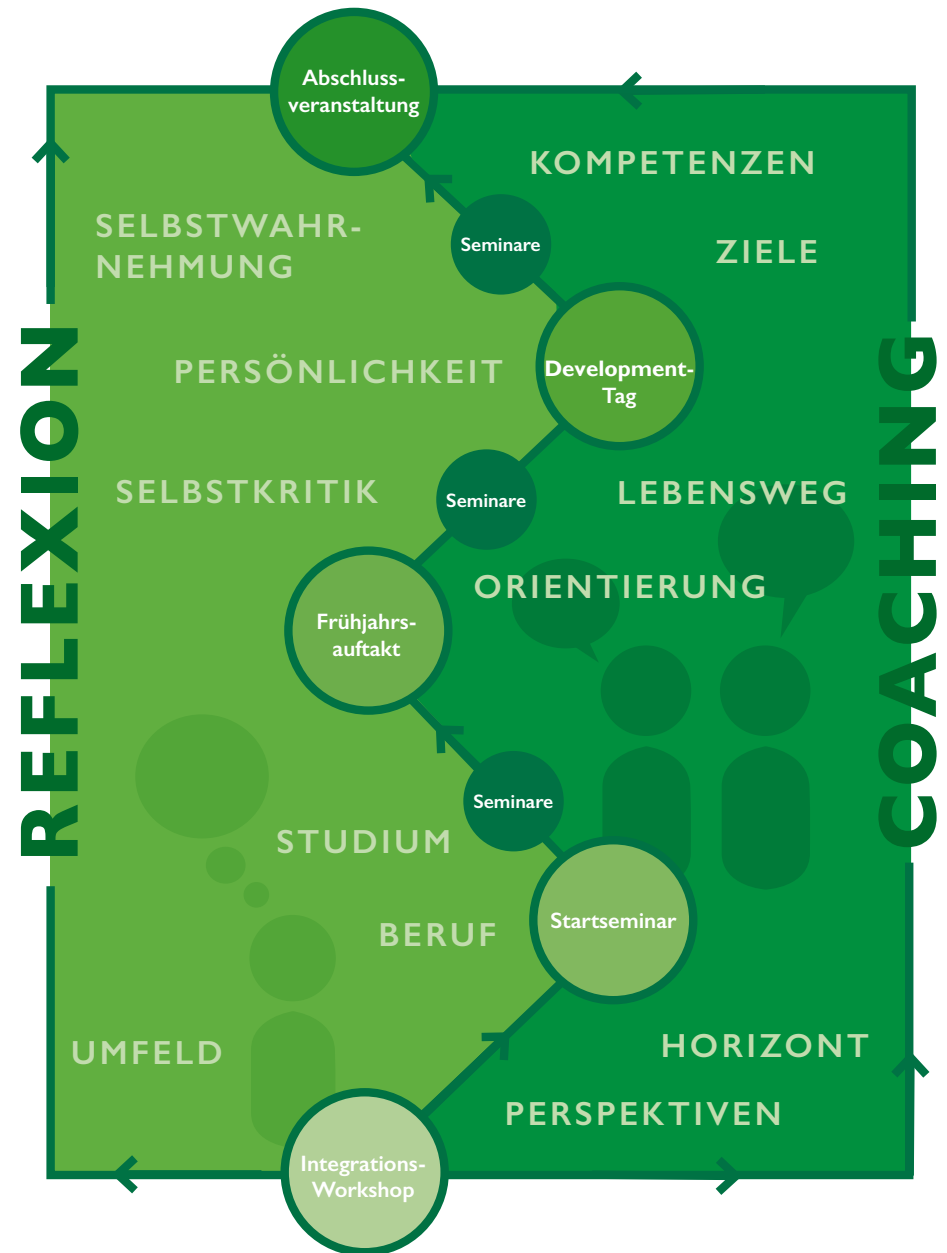 Abschluss-
veranstaltung
KOMPETENZEN
SELBSTWAHR-
NEHMUNG
Seminare
ZIELE
PERSÖNLICHKEIT
Development-
Tag
SELBSTKRITIK
Seminare
LEBENSWEG
ORIENTIERUNG
Frühjahrs-
auftakt
REFLEXION
COACHING
Seminare
STUDIUM
Startseminar
BERUF
UMFELD
HORIZONT
PERSPEKTIVEN
Integrations-
Workshop